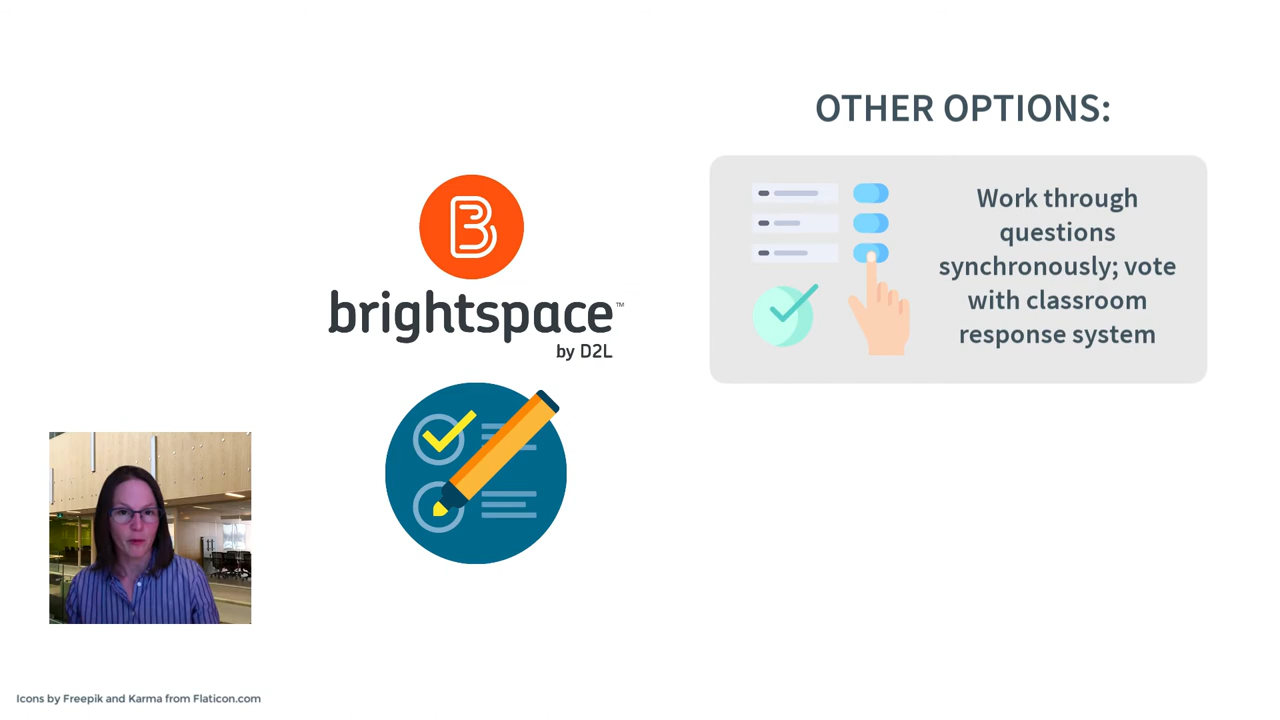 OTHER OPTIONS:
Work through
questions
synchronously; vote
with classroom
response system
brightspace™
by D2L
Icons by Freepik and Karma from Flaticon.com